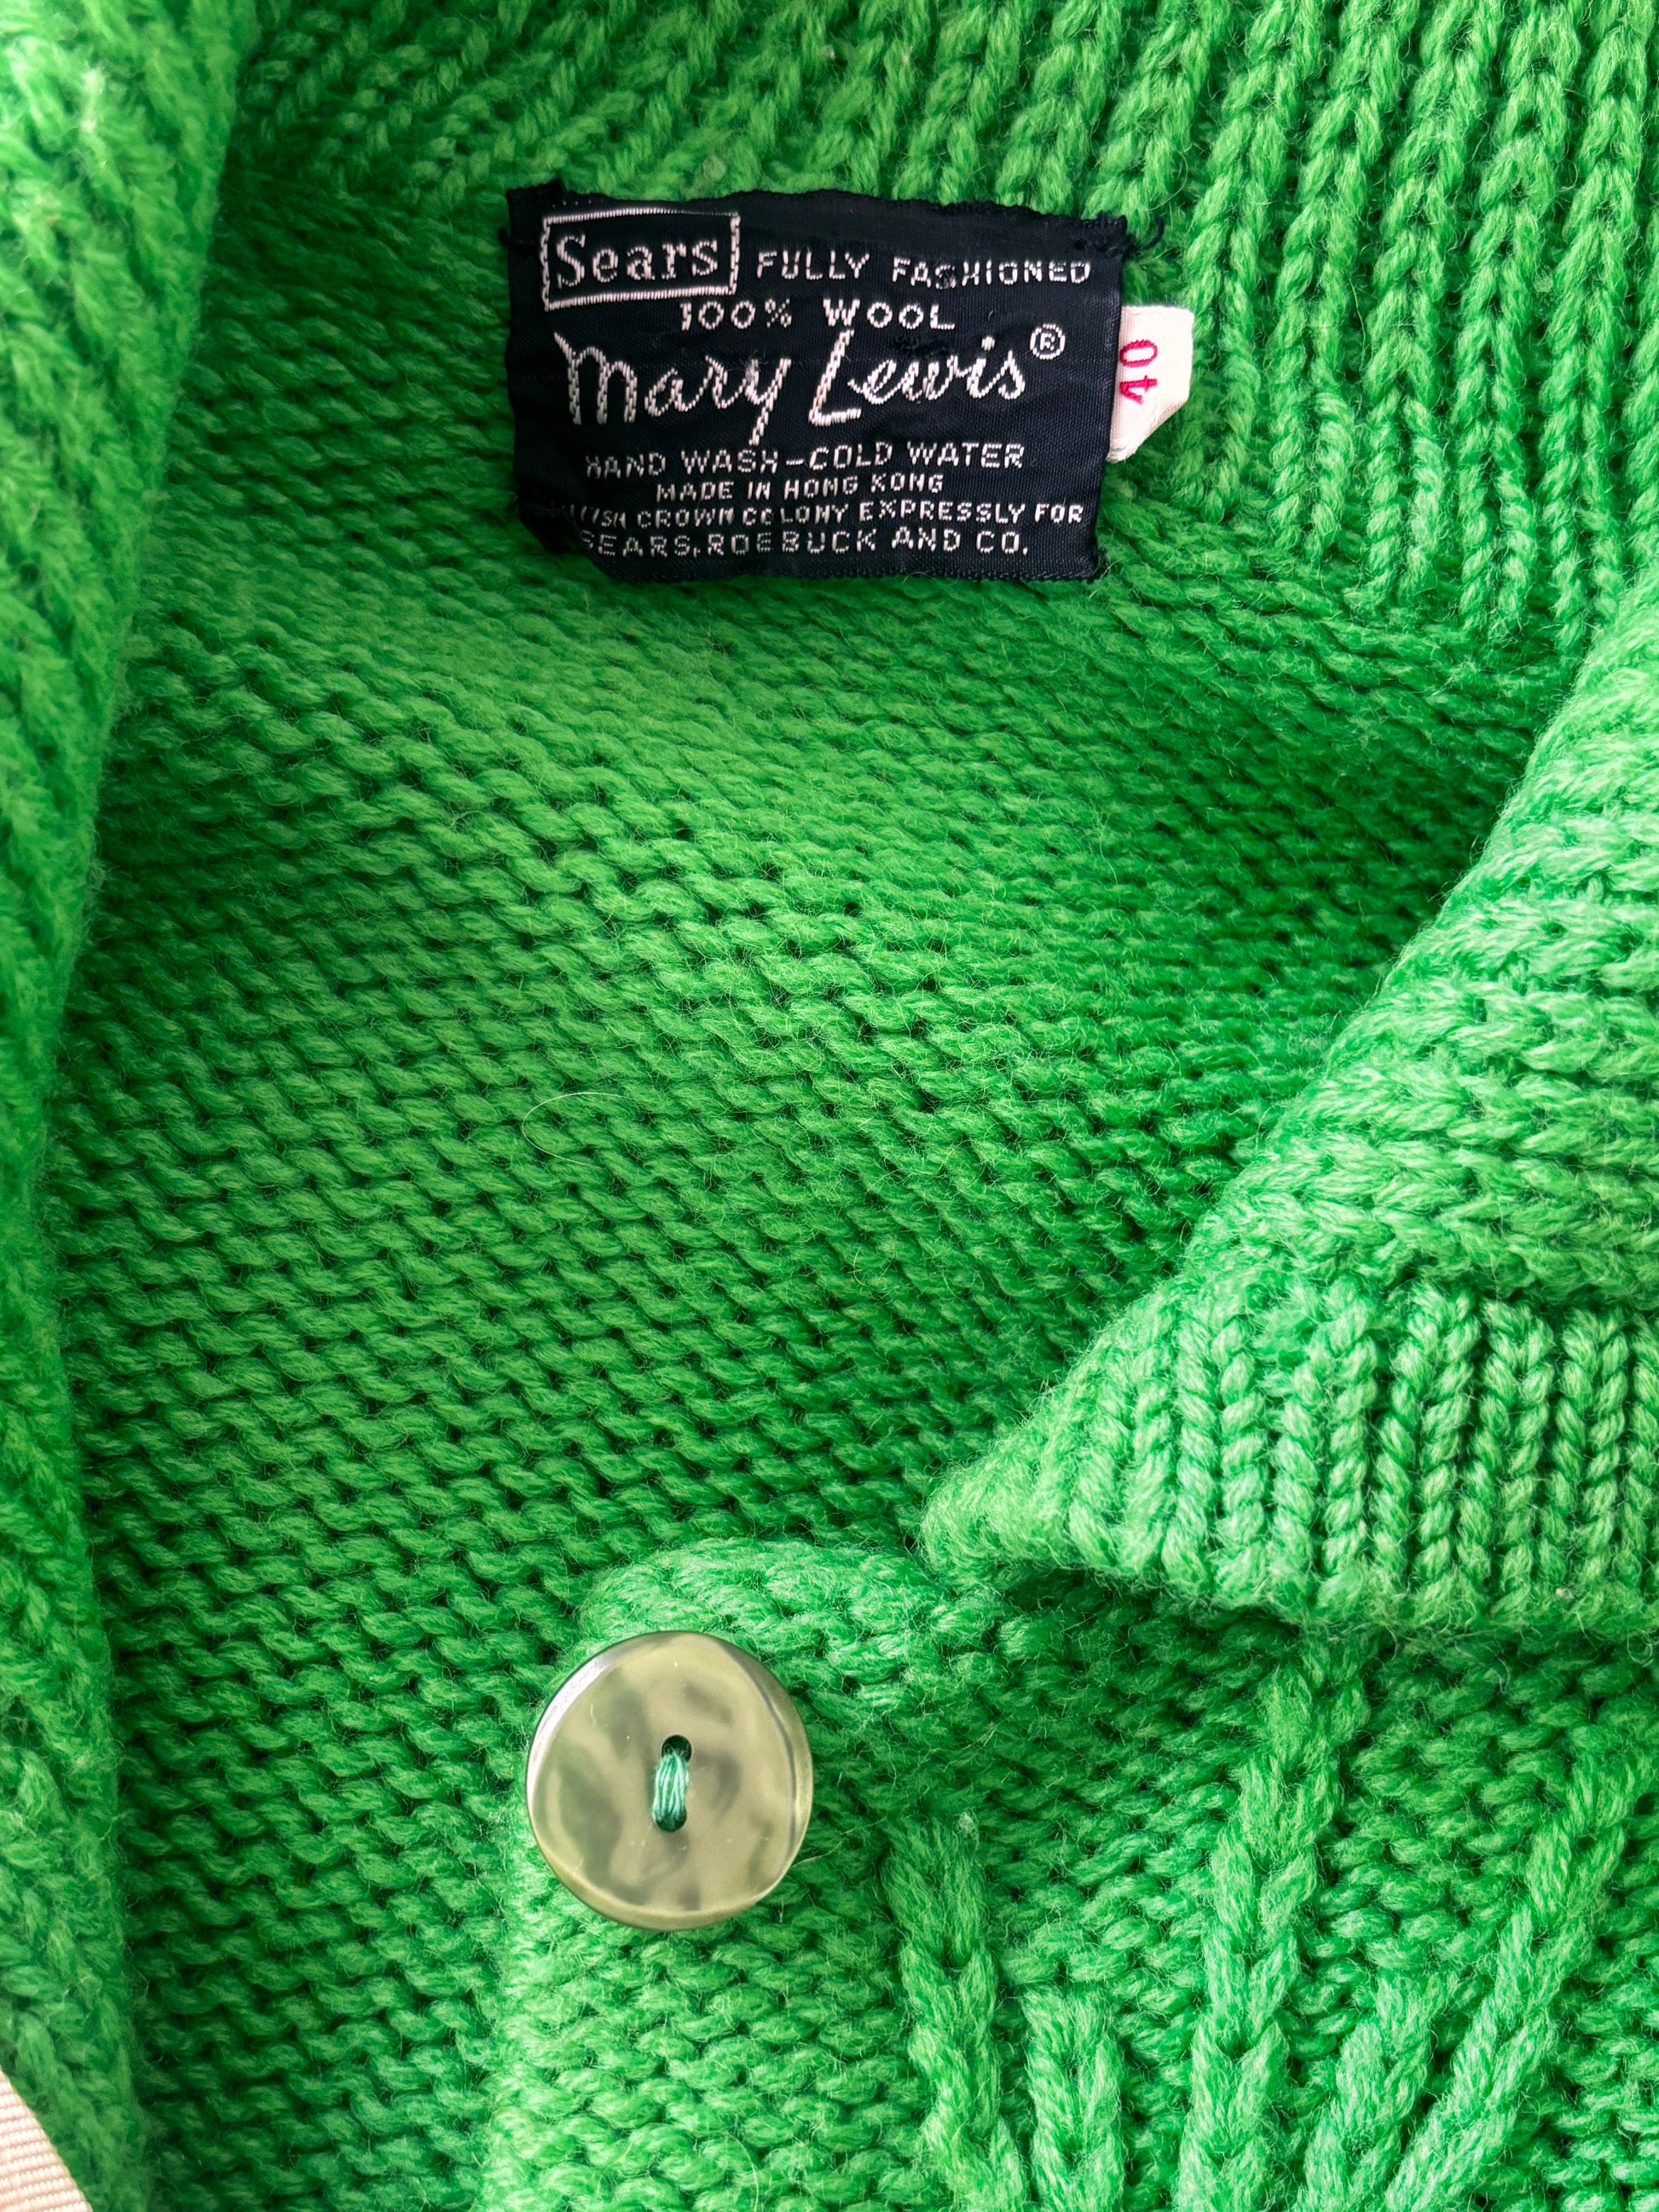 Sears FULLY FASHIONED
100% WOOL
Mary Lewis®
40
HAND WASH-COLD WATER
MADE IN HONG KONG
CROWN COLONY EXPRESSLY FOR
SEARS, ROEBUCK AND CO.